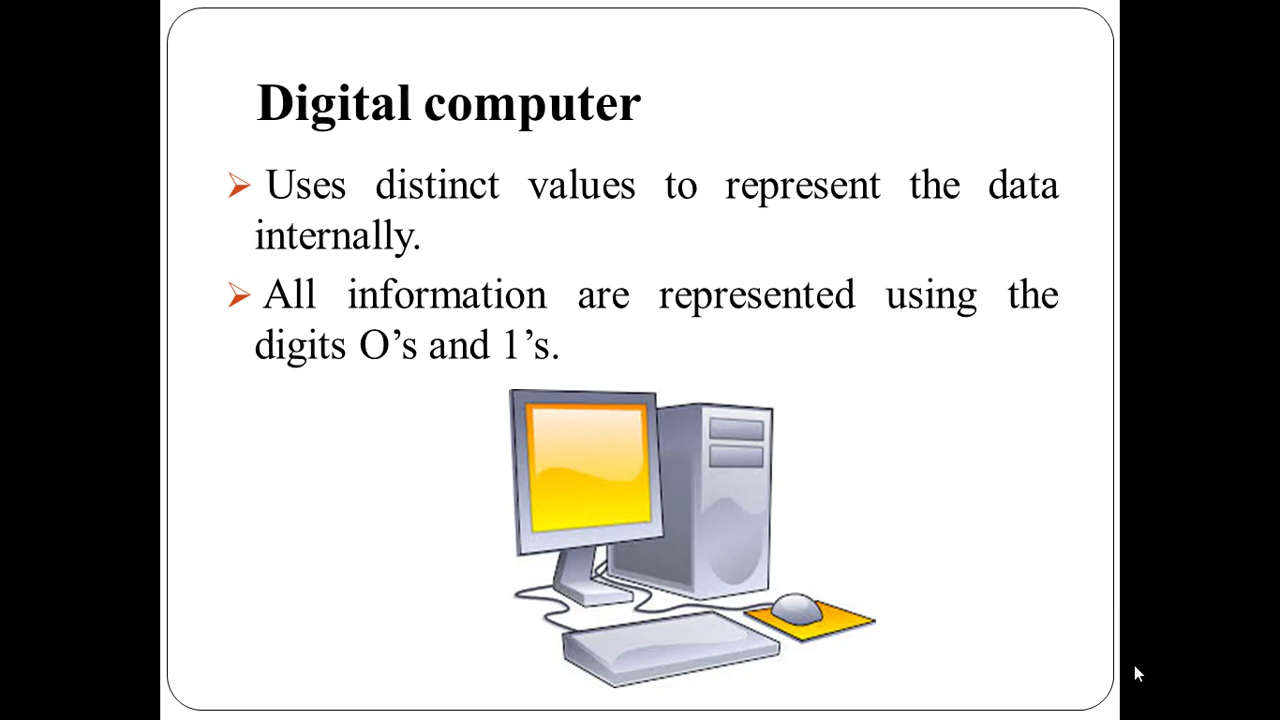 Digital computer
➢ Uses distinct values to represent the data
internally.
➢ All information are represented using the
digits O’s and 1’s.